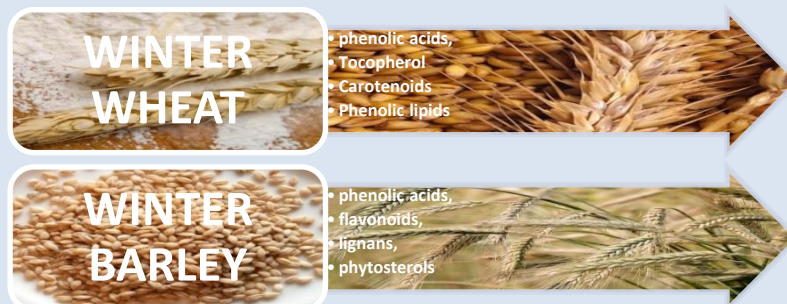 WINTER
WHEAT
• phenolic acids,
• Tocopherol
• Carotenoids
• Phenolic lipids
WINTER
BARLEY
• phenolic acids,
• flavonoids,
• lignans,
• phytosterols